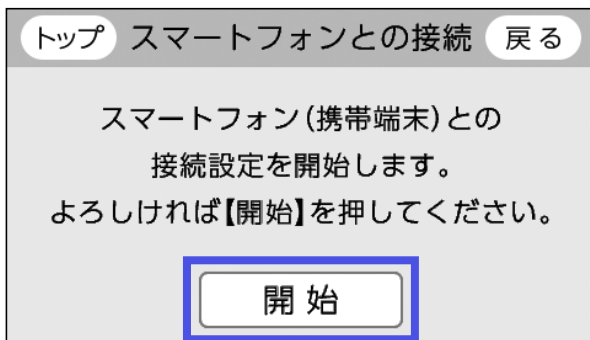 トップ スマートフォンとの接続 戻る
スマートフォン(携帯端末)との
接続設定を開始します。
よろしければ【開始】を押してください。
開始